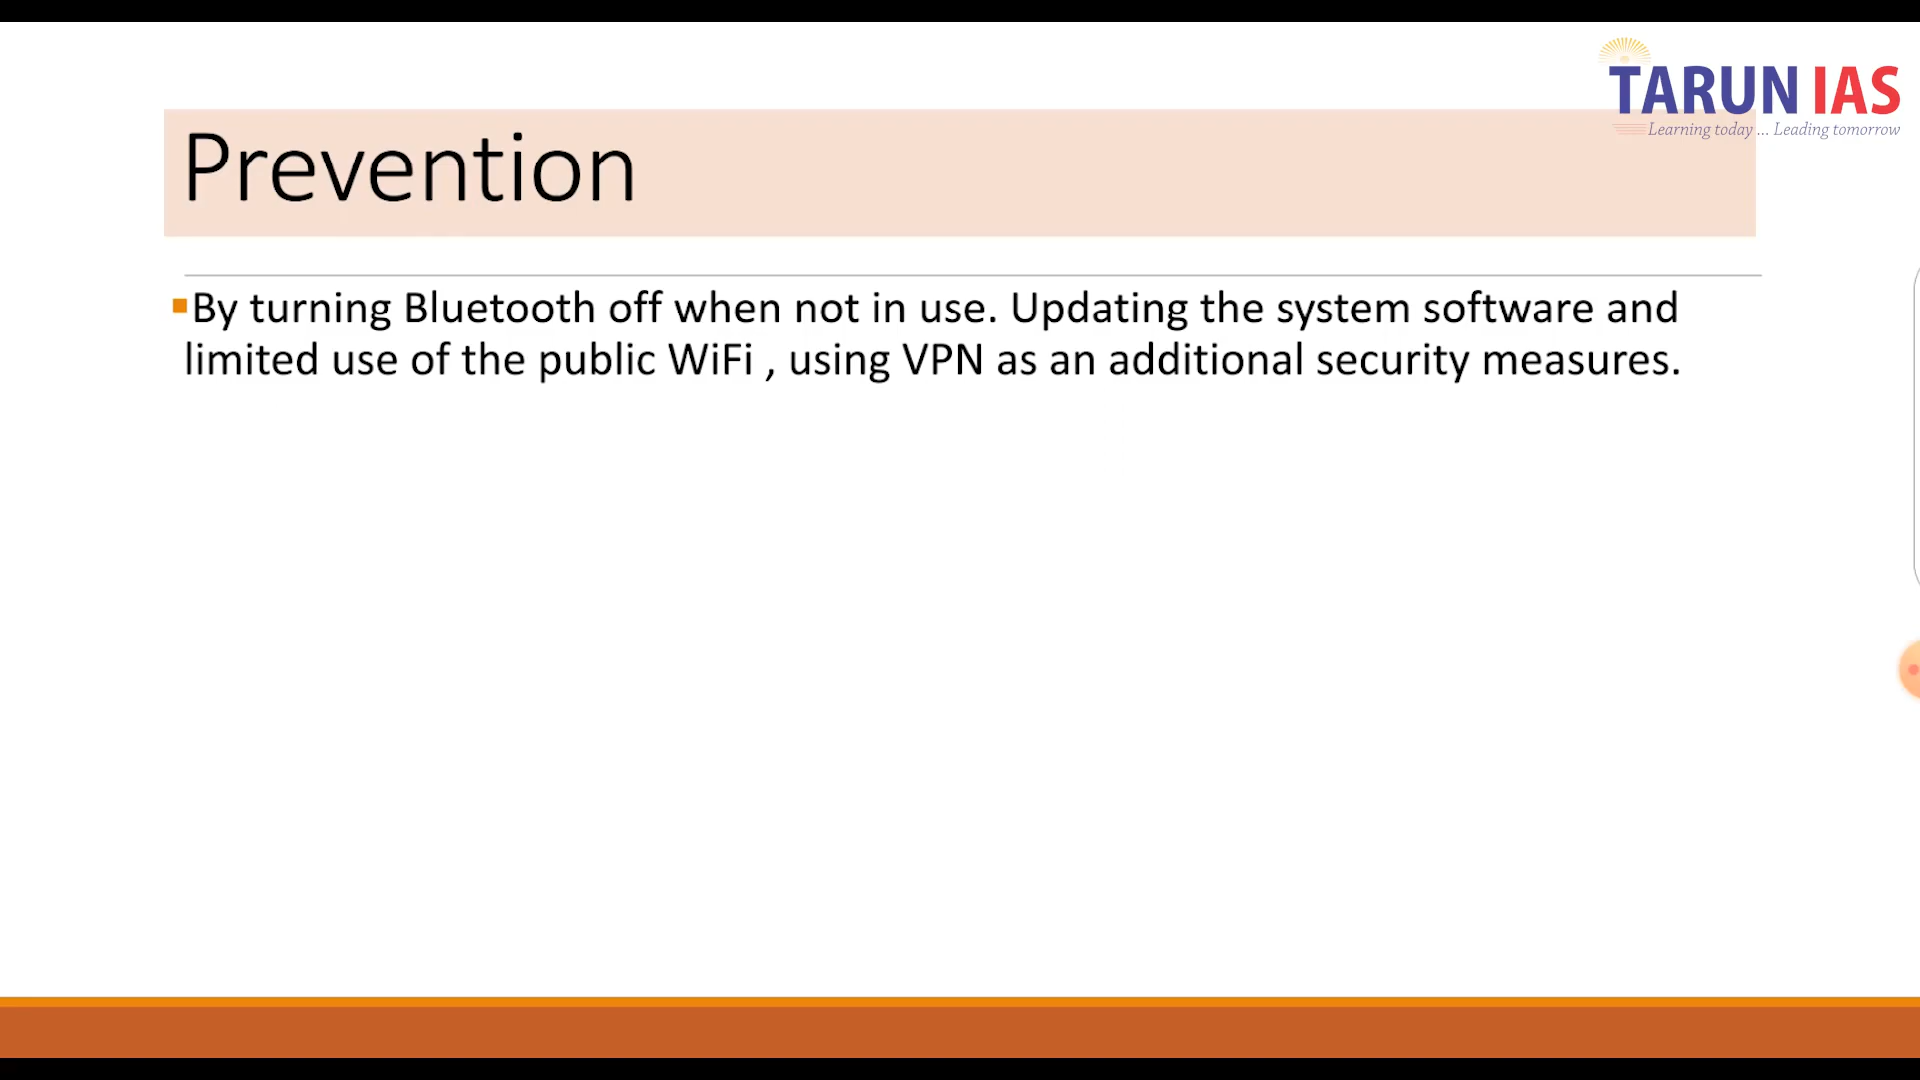 TARUN IAS
Learning today ... Leading tomorrow
Prevention
▪By turning Bluetooth off when not in use. Updating the system software and
limited use of the public WiFi , using VPN as an additional security measures.